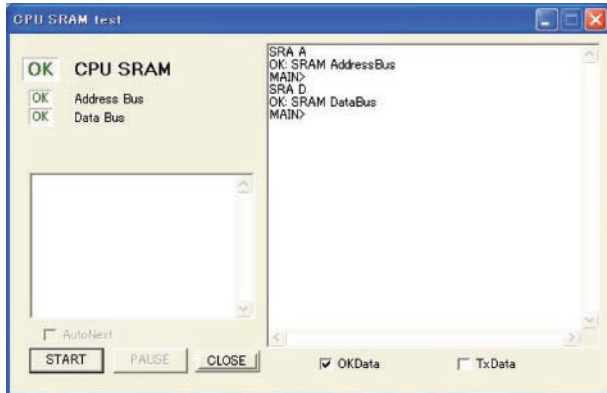 CPU SRAM test
OK CPU SRAM
OK Address Bus
OK Data Bus
SRA A
OK: SRAM AddressBus
MAIN>
SRA D
OK: SRAM DataBus
MAIN>
AutoNext
START PAUSE CLOSE
OKData TxData